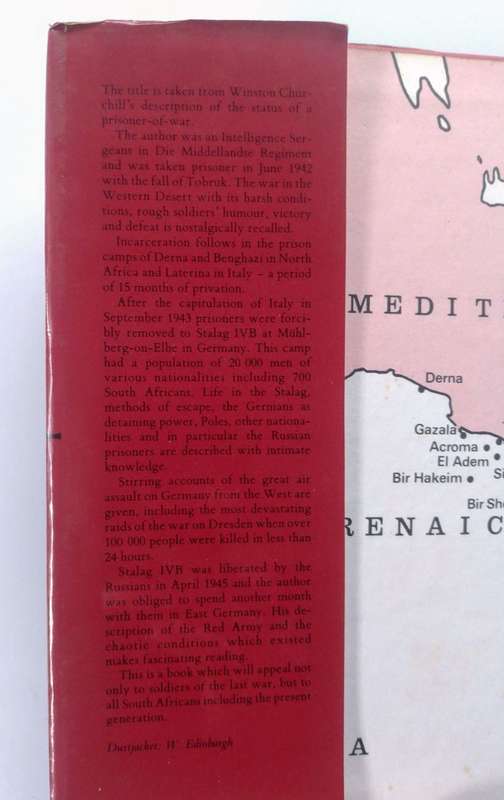 The title is taken from Winston Chur-
chill's description of the status of a
prisoner-of-war.
The author was an Intelligence Ser-
geant in Die Middellandse Regiment
and was taken prisoner in June 1942
with the fall of Tobruk. The war in the
Western Desert with its harsh condi-
tions, rough soldiers' humour, victory
and defeat is nostalgically recalled.
Incarceration follows in the prison
camps of Derna and Benghazi in North
Africa and Laterina in Italy – a period
of 15 months of privation.
After the capitulation of Italy in
September 1943 prisoners were forci-
bly removed to Stalag IVB at Mühl-
berg-on-Elbe in Germany. This camp
had a population of 20 000 men of
various nationalities including 700
South Africans. Life in the Stalag,
methods of escape, the Germans as
detaining power, Poles, other nationa-
lities and in particular the Russian
prisoners are described with intimate
knowledge.
Stirring accounts of the great air
assault on Germany from the West are
given, including the most devastating
raids of the war on Dresden when over
100 000 people were killed in less than
24 hours.
Stalag IVB was liberated by the
Russians in April 1945 and the author
was obliged to spend another month
with them in East Germany. His de-
scription of the Red Army and the
chaotic conditions which existed
makes fascinating reading.
This is a book which will appeal not
only to soldiers of the last war, but to
all South Africans including the present
generation.
Dustjacket: W. Edinburgh
MEDIT
Derna
Gazala
Acroma
El Adem
Si
Bir Hakeim
Bir She
RENAIC
A